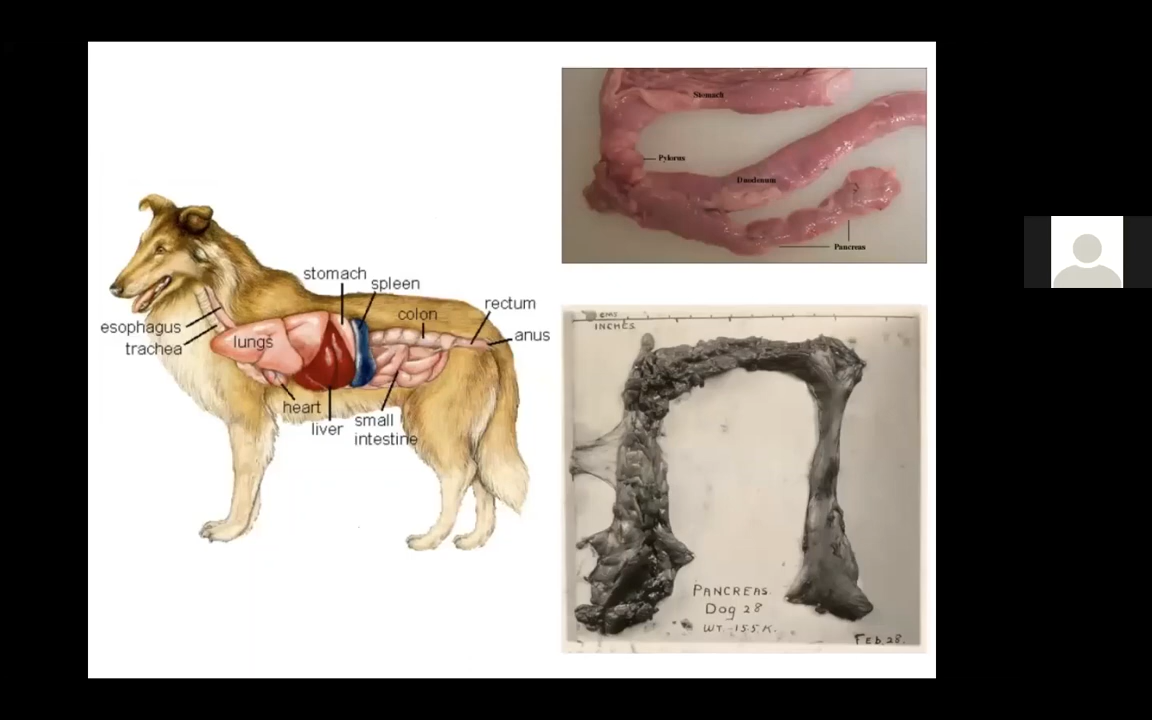 stomach
spleen
rectum
colon
anus
esophagus
trachea
lungs
heart
liver
small
intestine
Stomach
Pylorus
Duodenum
Pancreas
CMS
INCHES.
PANCREAS.
Dog 28
WT. 15.5. K.
FEB. 28.